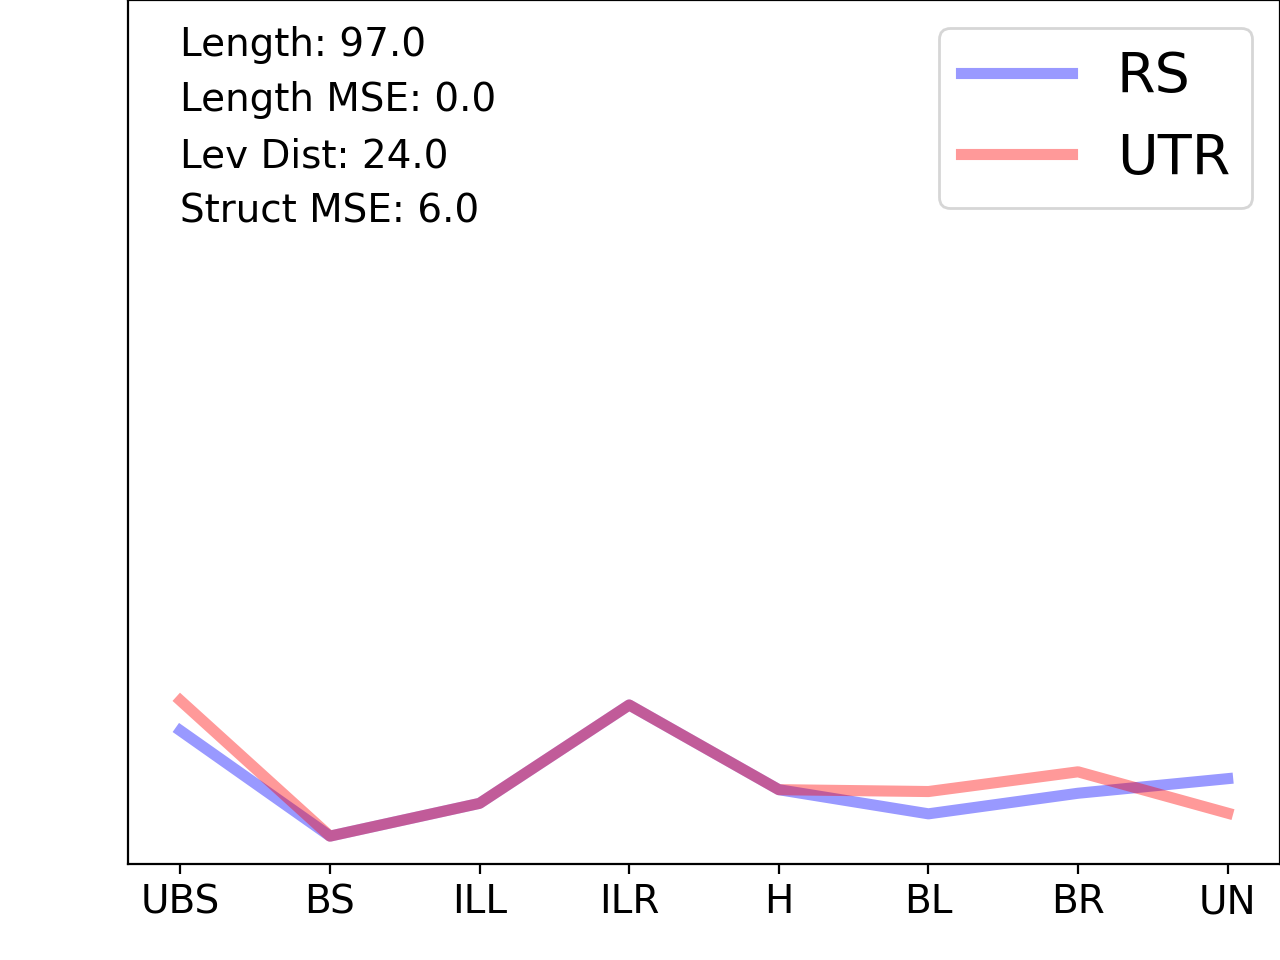 Length: 97.0
Length MSE: 0.0
Lev Dist: 24.0
Struct MSE: 6.0
RS
UTR
UBS BS ILL ILR H BL BR UN